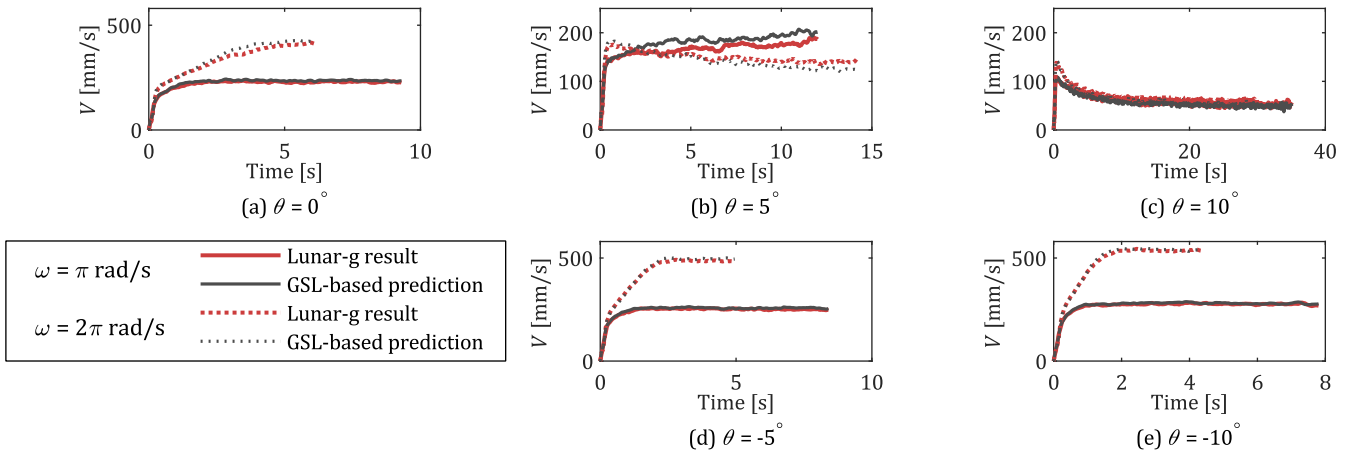 500
0
V [mm/s]
0 5 10
Time [s]
(a) θ = 0°
200
100
0
V [mm/s]
0 5 10 15
Time [s]
(b) θ = 5°
200
100
0
V [mm/s]
0 20 40
Time [s]
(c) θ = 10°
ω = π rad/s
Lunar-g result
GSL-based prediction
ω = 2π rad/s
Lunar-g result
GSL-based prediction
500
0
V [mm/s]
0 5 10
Time [s]
(d) θ = -5°
500
0
V [mm/s]
0 2 4 6 8
Time [s]
(e) θ = -10°